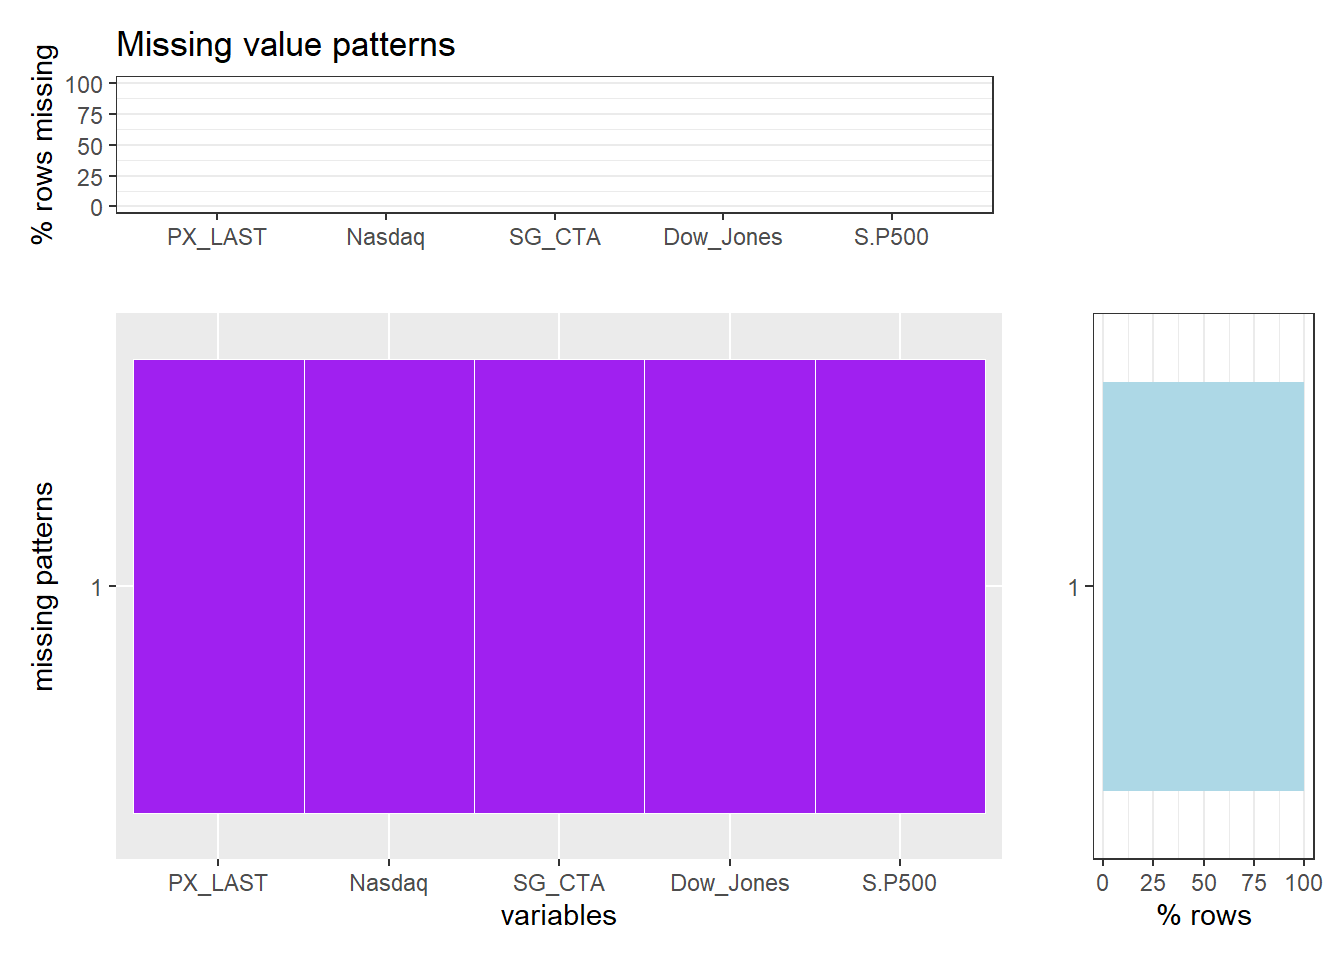 Missing value patterns
% rows missing
100
75
50
25
0
PX_LAST Nasdaq SG_CTA Dow_Jones S.P500
missing patterns
1
PX_LAST Nasdaq SG_CTA Dow_Jones S.P500
variables
1
0 25 50 75 100
% rows